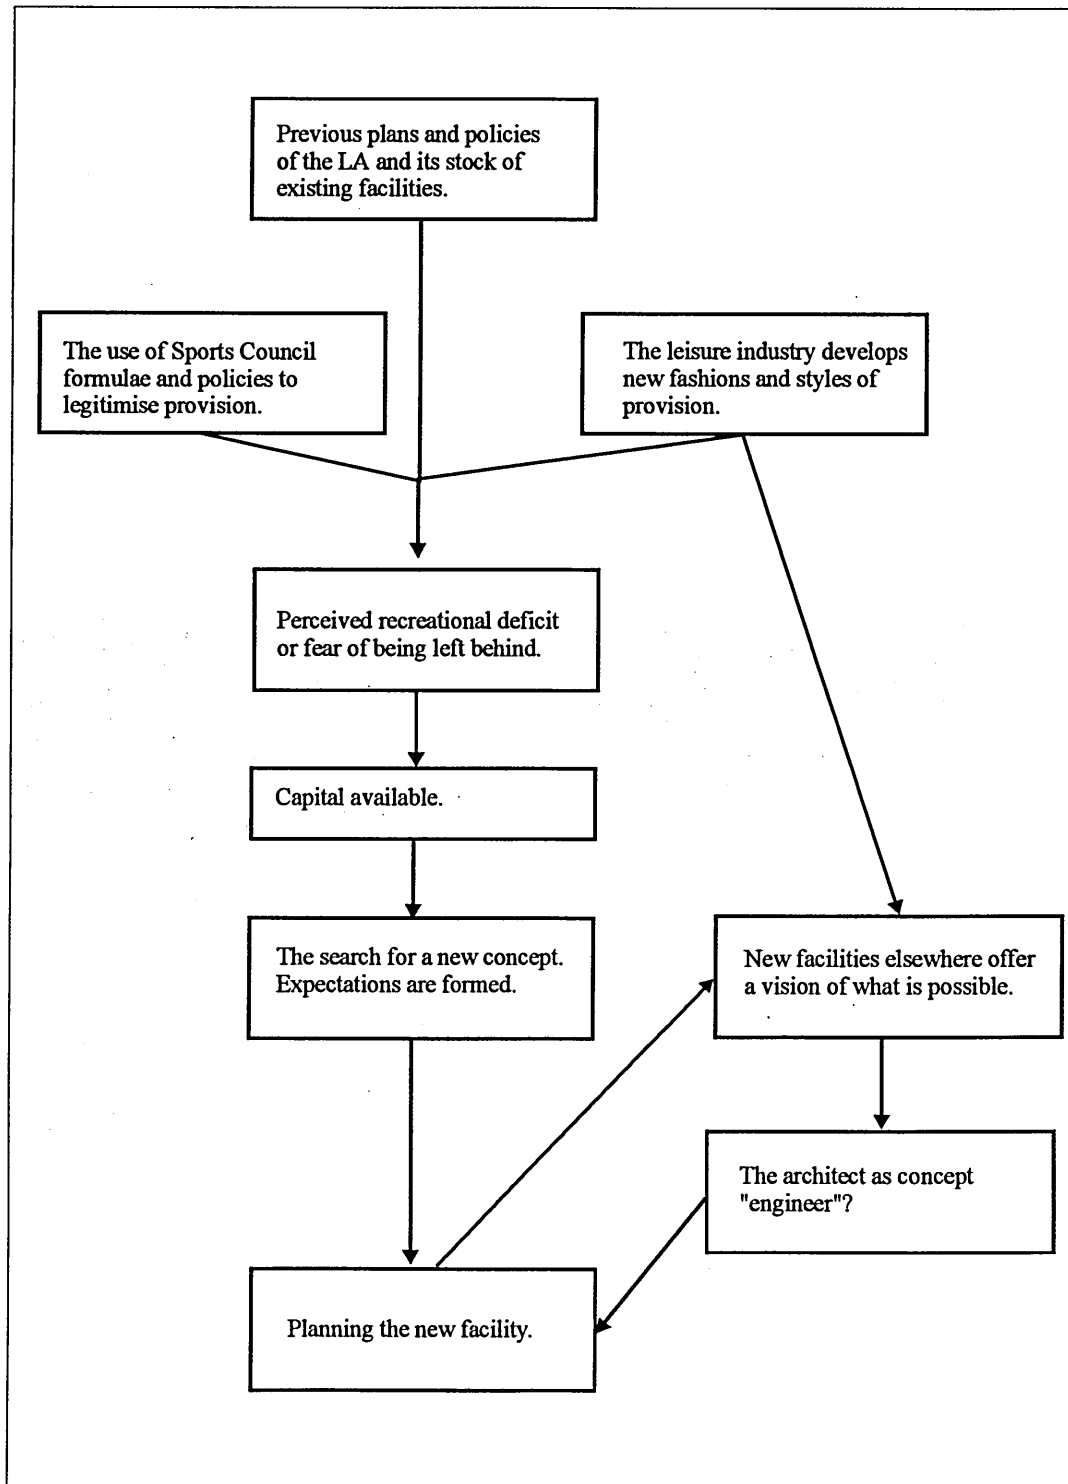 Previous plans and policies
of the LA and its stock of
existing facilities.
The use of Sports Council
formulae and policies to
legitimise provision.
The leisure industry develops
new fashions and styles of
provision.
Perceived recreational deficit
or fear of being left behind.
Capital available.
The search for a new concept.
Expectations are formed.
New facilities elsewhere offer
a vision of what is possible.
The architect as concept
"engineer"?
Planning the new facility.